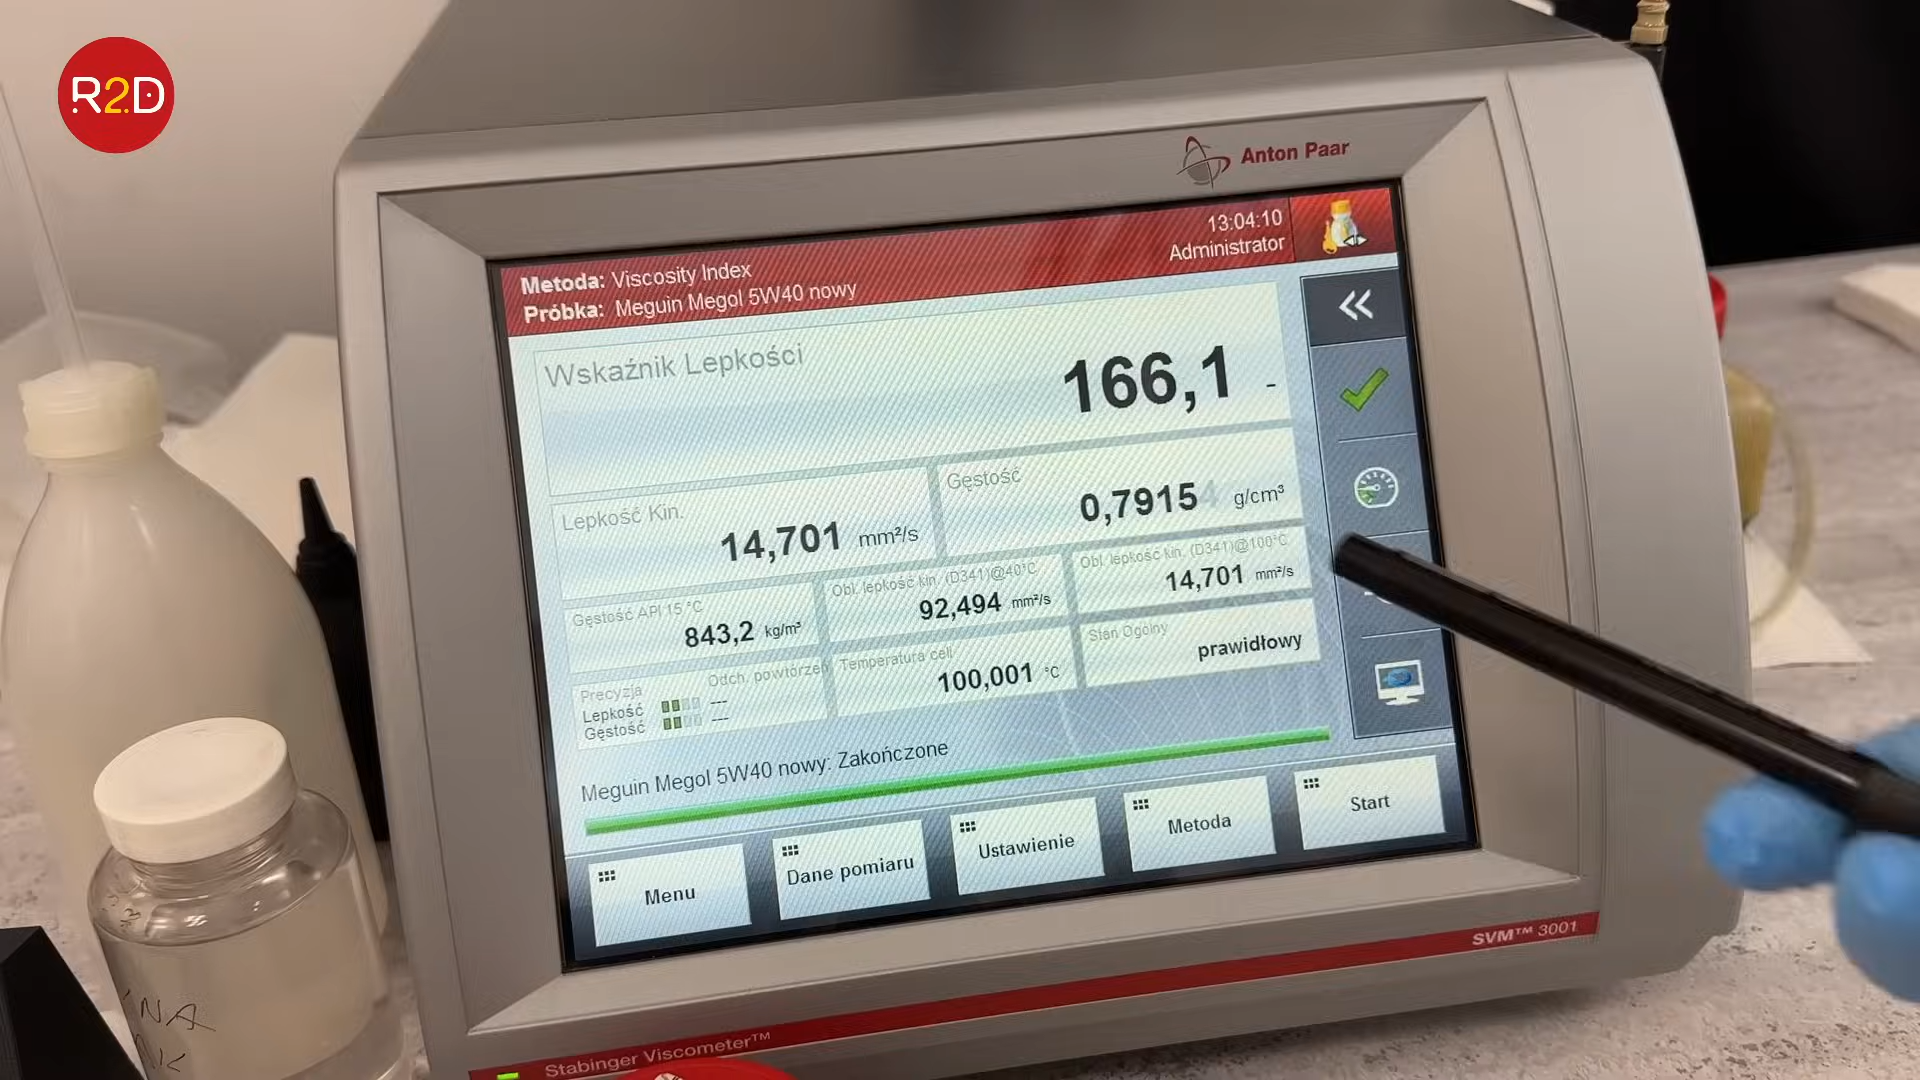 R2D
Anton Paar
13:04:10
Administrator
Metoda: Viscosity Index
Próbka: Meguin Megol 5W40 nowy
Wskaźnik Lepkości
166,1 -
Lepkość Kin.
14,701 mm²/s
Gęstość
0,7915 g/cm³
Gęstość API 15 °C
843,2 kg/m³
Obl. lepkość kin. (D341)@40°C
92,494 mm²/s
Obl. lepkość kin. (D341)@100°C
14,701 mm²/s
Precyzja Odch. powtórzeń
Lepkość ---
Gęstość ---
Temperatura celi
100,001 °C
Stan Ogólny
prawidłowy
Meguin Megol 5W40 nowy: Zakończone
Menu
Dane pomiaru
Ustawienie
Metoda
Start
SVM™ 3001
Stabinger Viscometer™